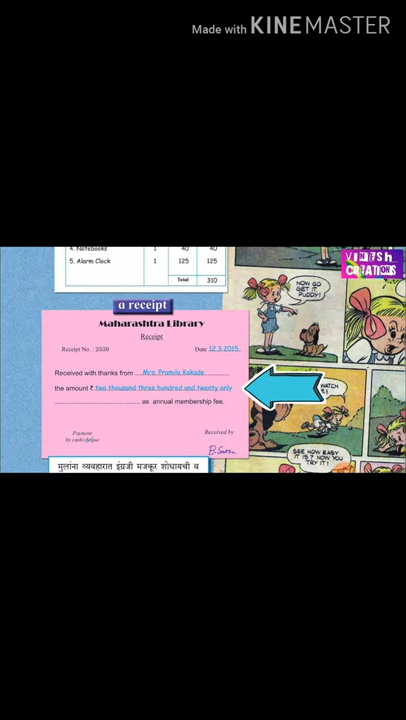 Made with KINEMASTER
VINESH
CREATIONS
4. Notebooks 1 40 40
5. Alarm Clock 1 125 125
Total 310
a receipt
Maharashtra Library
Receipt
Receipt No. : 2539 Date 12.3.2015
Received with thanks from ....Mrs. Pramila Kakade............
the amount ₹.two thousand three hundred and twenty only
.......................................... as annual membership fee.
Payment Received by
by cash/cheque
मुलांना व्यवहारात इंग्रजी मजकूर शोधायची व
NOW GO
GET IT,
PUDDY!
WATCH
SEE HOW EASY
IT IS? NOW YOU
TRY IT!